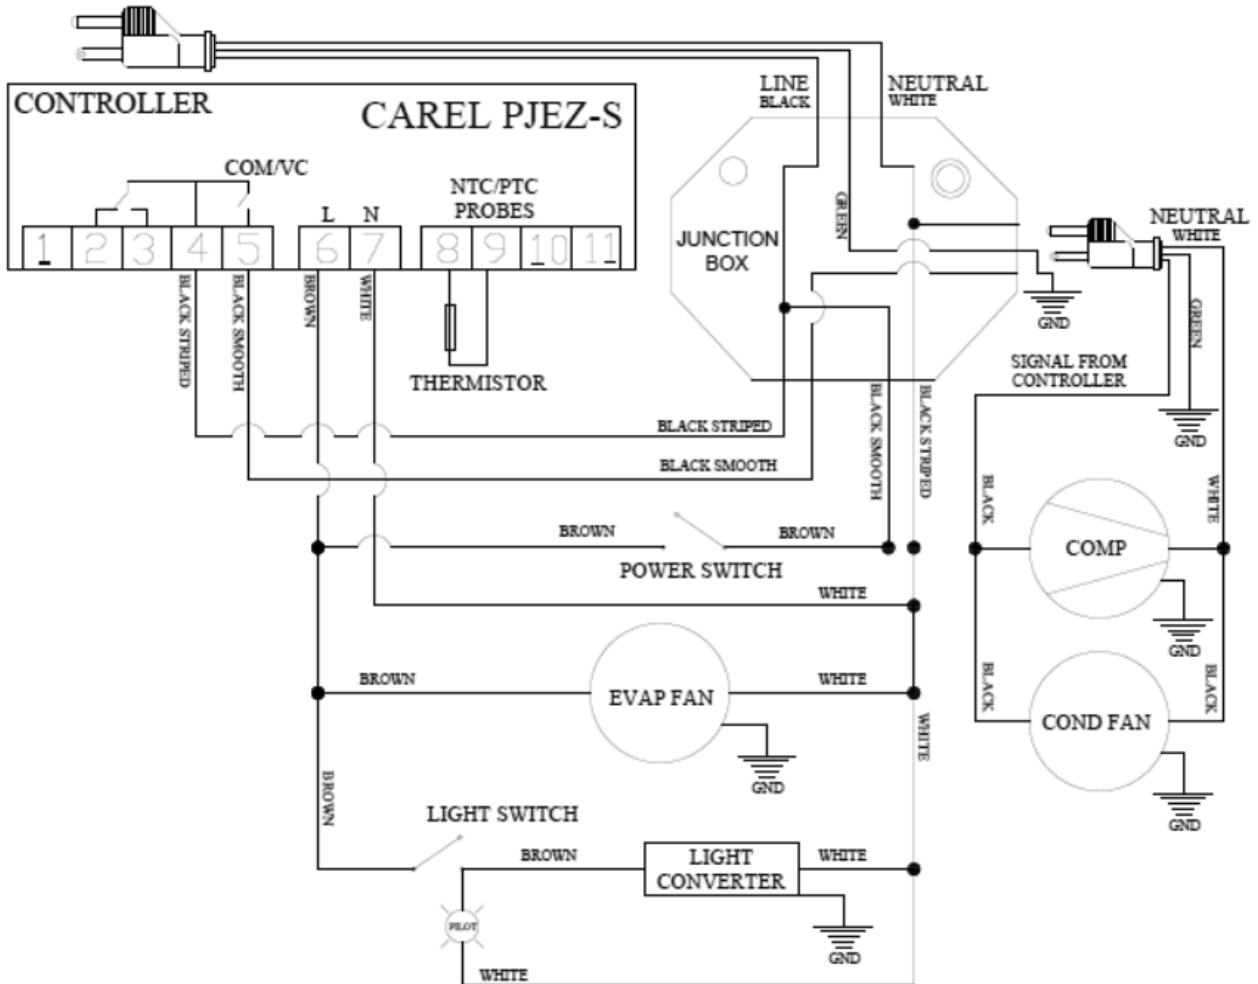 LINE
BLACK
NEUTRAL
WHITE
CONTROLLER
CAREL PJEZ-S
COM/VC
NTC/PTC
PROBES
L N
1 2 3 4 5 6 7 8 9 10 11
GREEN
JUNCTION
BOX
NEUTRAL
WHITE
GREEN
GND
BLACK STRIPED
BLACK SMOOTH
BROWN
WHITE
THERMISTOR
SIGNAL FROM
CONTROLLER
GND
BLACK STRIPED
BLACK SMOOTH
BLACK SMOOTH
BLACK STRIPED
BLACK
WHITE
BROWN
BROWN
POWER SWITCH
COMP
WHITE
GND
BROWN
EVAP FAN
WHITE
BLACK
BLACK
COND FAN
WHITE
GND
GND
BROWN
LIGHT SWITCH
BROWN
LIGHT
CONVERTER
WHITE
PILOT
GND
WHITE